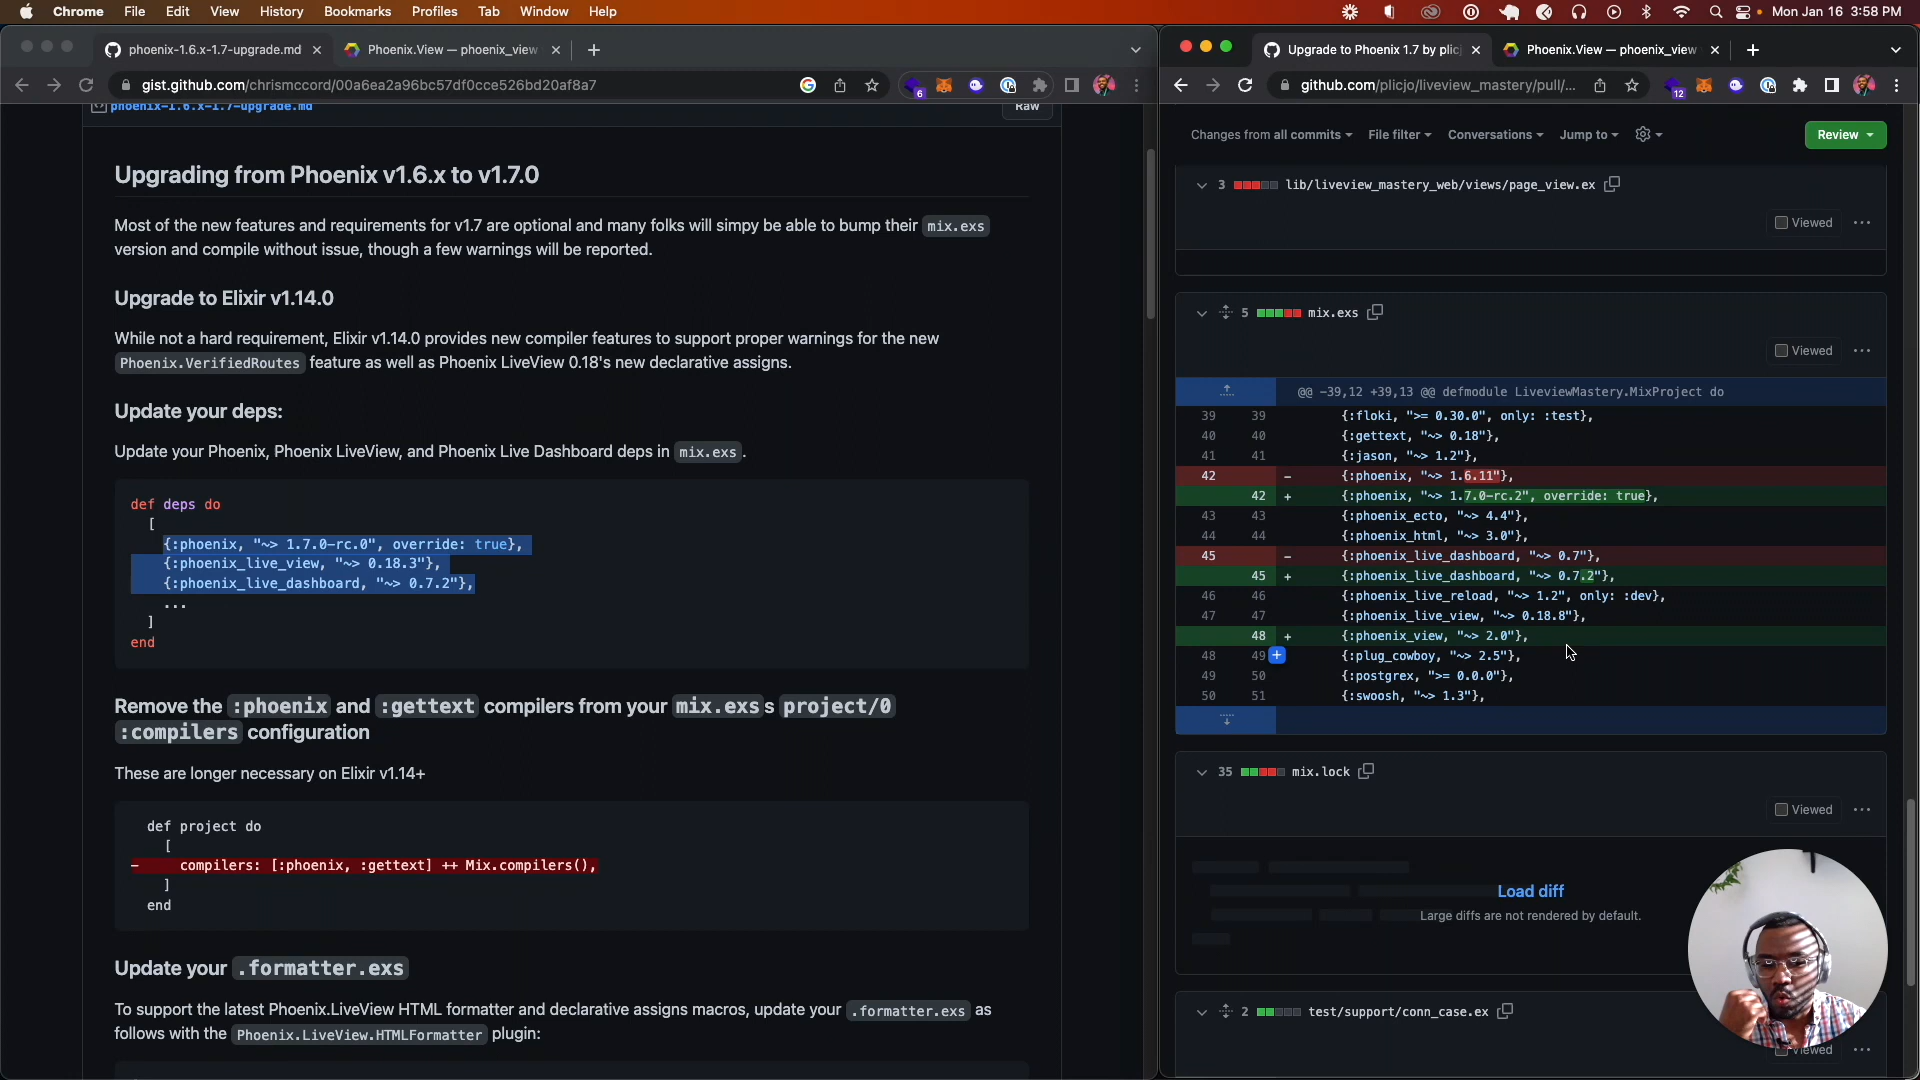 Chrome File Edit View History Bookmarks Profiles Tab Window Help
Mon Jan 16 3:58 PM
phoenix-1.6.x-1.7-upgrade.md
Phoenix.View — phoenix_view
gist.github.com/chrismccord/00a6ea2a96bc57df0cce526bd20af8a7
6
phoenix-1.6.x-1.7-upgrade.md
Raw
Upgrading from Phoenix v1.6.x to v1.7.0
Most of the new features and requirements for v1.7 are optional and many folks will simpy be able to bump their mix.exs
version and compile without issue, though a few warnings will be reported.
Upgrade to Elixir v1.14.0
While not a hard requirement, Elixir v1.14.0 provides new compiler features to support proper warnings for the new
Phoenix.VerifiedRoutes feature as well as Phoenix LiveView 0.18's new declarative assigns.
Update your deps:
Update your Phoenix, Phoenix LiveView, and Phoenix Live Dashboard deps in mix.exs.
def deps do
[
{:phoenix, "~> 1.7.0-rc.0", override: true},
{:phoenix_live_view, "~> 0.18.3"},
{:phoenix_live_dashboard, "~> 0.7.2"},
...
]
end
Remove the :phoenix and :gettext compilers from your mix.exs s project/0
:compilers configuration
These are longer necessary on Elixir v1.14+
def project do
[
- compilers: [:phoenix, :gettext] ++ Mix.compilers(),
]
end
Update your .formatter.exs
To support the latest Phoenix.LiveView HTML formatter and declarative assigns macros, update your .formatter.exs as
follows with the Phoenix.LiveView.HTMLFormatter plugin:
Upgrade to Phoenix 1.7 by plicj
Phoenix.View — phoenix_view
github.com/plicjo/liveview_mastery/pull/...
12
Changes from all commits File filter Conversations Jump to
Review
3 lib/liveview_mastery_web/views/page_view.ex
Viewed
5 mix.exs
Viewed
@@ -39,12 +39,13 @@ defmodule LiveviewMastery.MixProject do
39 39 {:floki, ">= 0.30.0", only: :test},
40 40 {:gettext, "~> 0.18"},
41 41 {:jason, "~> 1.2"},
42 - {:phoenix, "~> 1.6.11"},
42 + {:phoenix, "~> 1.7.0-rc.2", override: true},
43 43 {:phoenix_ecto, "~> 4.4"},
44 44 {:phoenix_html, "~> 3.0"},
45 - {:phoenix_live_dashboard, "~> 0.7"},
45 + {:phoenix_live_dashboard, "~> 0.7.2"},
46 46 {:phoenix_live_reload, "~> 1.2", only: :dev},
47 47 {:phoenix_live_view, "~> 0.18.8"},
48 + {:phoenix_view, "~> 2.0"},
48 49 {:plug_cowboy, "~> 2.5"},
49 50 {:postgrex, ">= 0.0.0"},
50 51 {:swoosh, "~> 1.3"},
35 mix.lock
Viewed
Load diff
Large diffs are not rendered by default.
2 test/support/conn_case.ex
Viewed